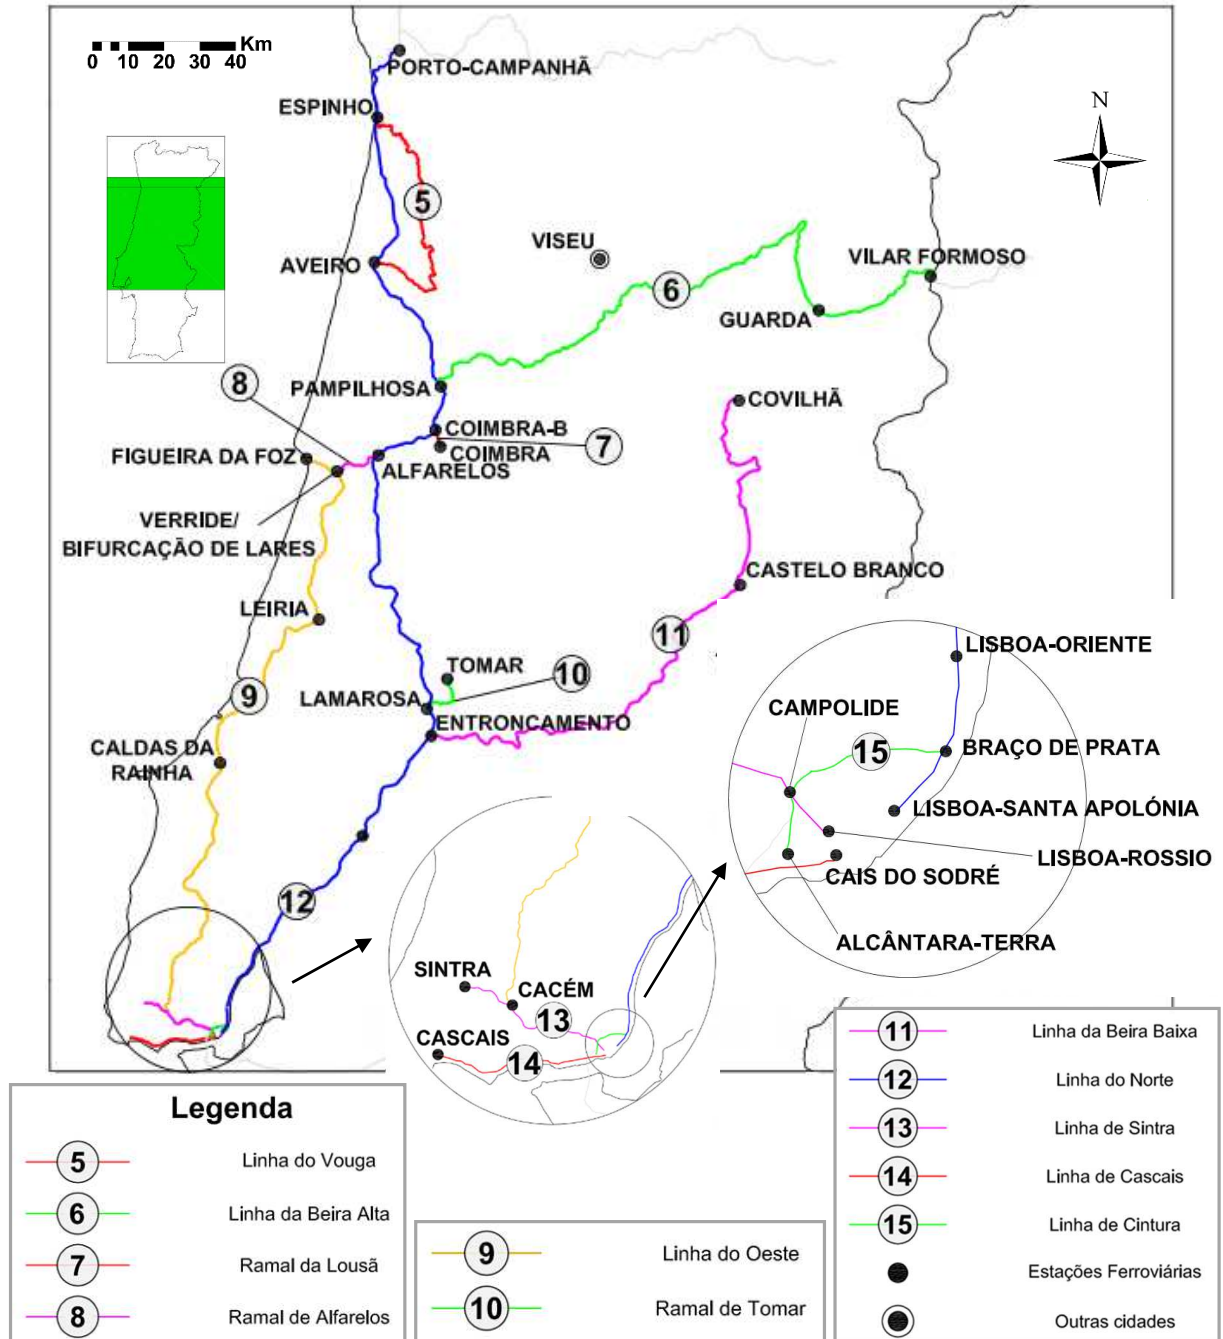 Km
0 10 20 30 40
N
PORTO-CAMPANHÃ
ESPINHO
5
VISEU
AVEIRO
VILAR FORMOSO
6
GUARDA
8
PAMPILHOSA
COVILHÃ
COIMBRA-B
7
COIMBRA
FIGUEIRA DA FOZ
ALFARELOS
VERRIDE/
BIFURCAÇÃO DE LARES
CASTELO BRANCO
LEIRIA
11
LISBOA-ORIENTE
TOMAR
10
9
LAMAROSA
CAMPOLIDE
ENTRONCAMENTO
CALDAS DA
RAINHA
15
BRAÇO DE PRATA
LISBOA-SANTA APOLÓNIA
LISBOA-ROSSIO
CAIS DO SODRÉ
12
ALCÂNTARA-TERRA
SINTRA
CACÉM
13
CASCAIS
14
Legenda
5 Linha do Vouga
6 Linha da Beira Alta
7 Ramal da Lousã
8 Ramal de Alfarelos
9 Linha do Oeste
10 Ramal de Tomar
11 Linha da Beira Baixa
12 Linha do Norte
13 Linha de Sintra
14 Linha de Cascais
15 Linha de Cintura
Estações Ferroviárias
Outras cidades